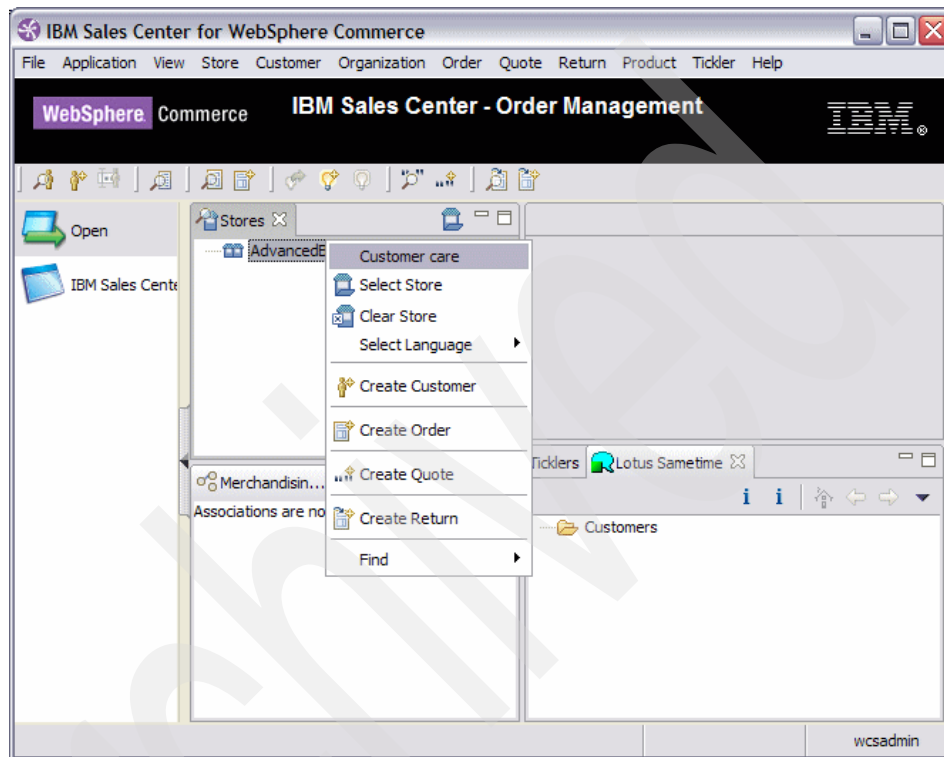 IBM Sales Center for WebSphere Commerce
File Application View Store Customer Organization Order Quote Return Product Tickler Help
WebSphere Commerce
IBM Sales Center - Order Management
IBM®
Open
IBM Sales Cente
Stores
AdvancedB
Customer care
Select Store
Clear Store
Select Language
Create Customer
Create Order
Create Quote
Create Return
Find
Merchandisin...
Associations are no
Ticklers
Lotus Sametime
i i
Customers
wcsadmin